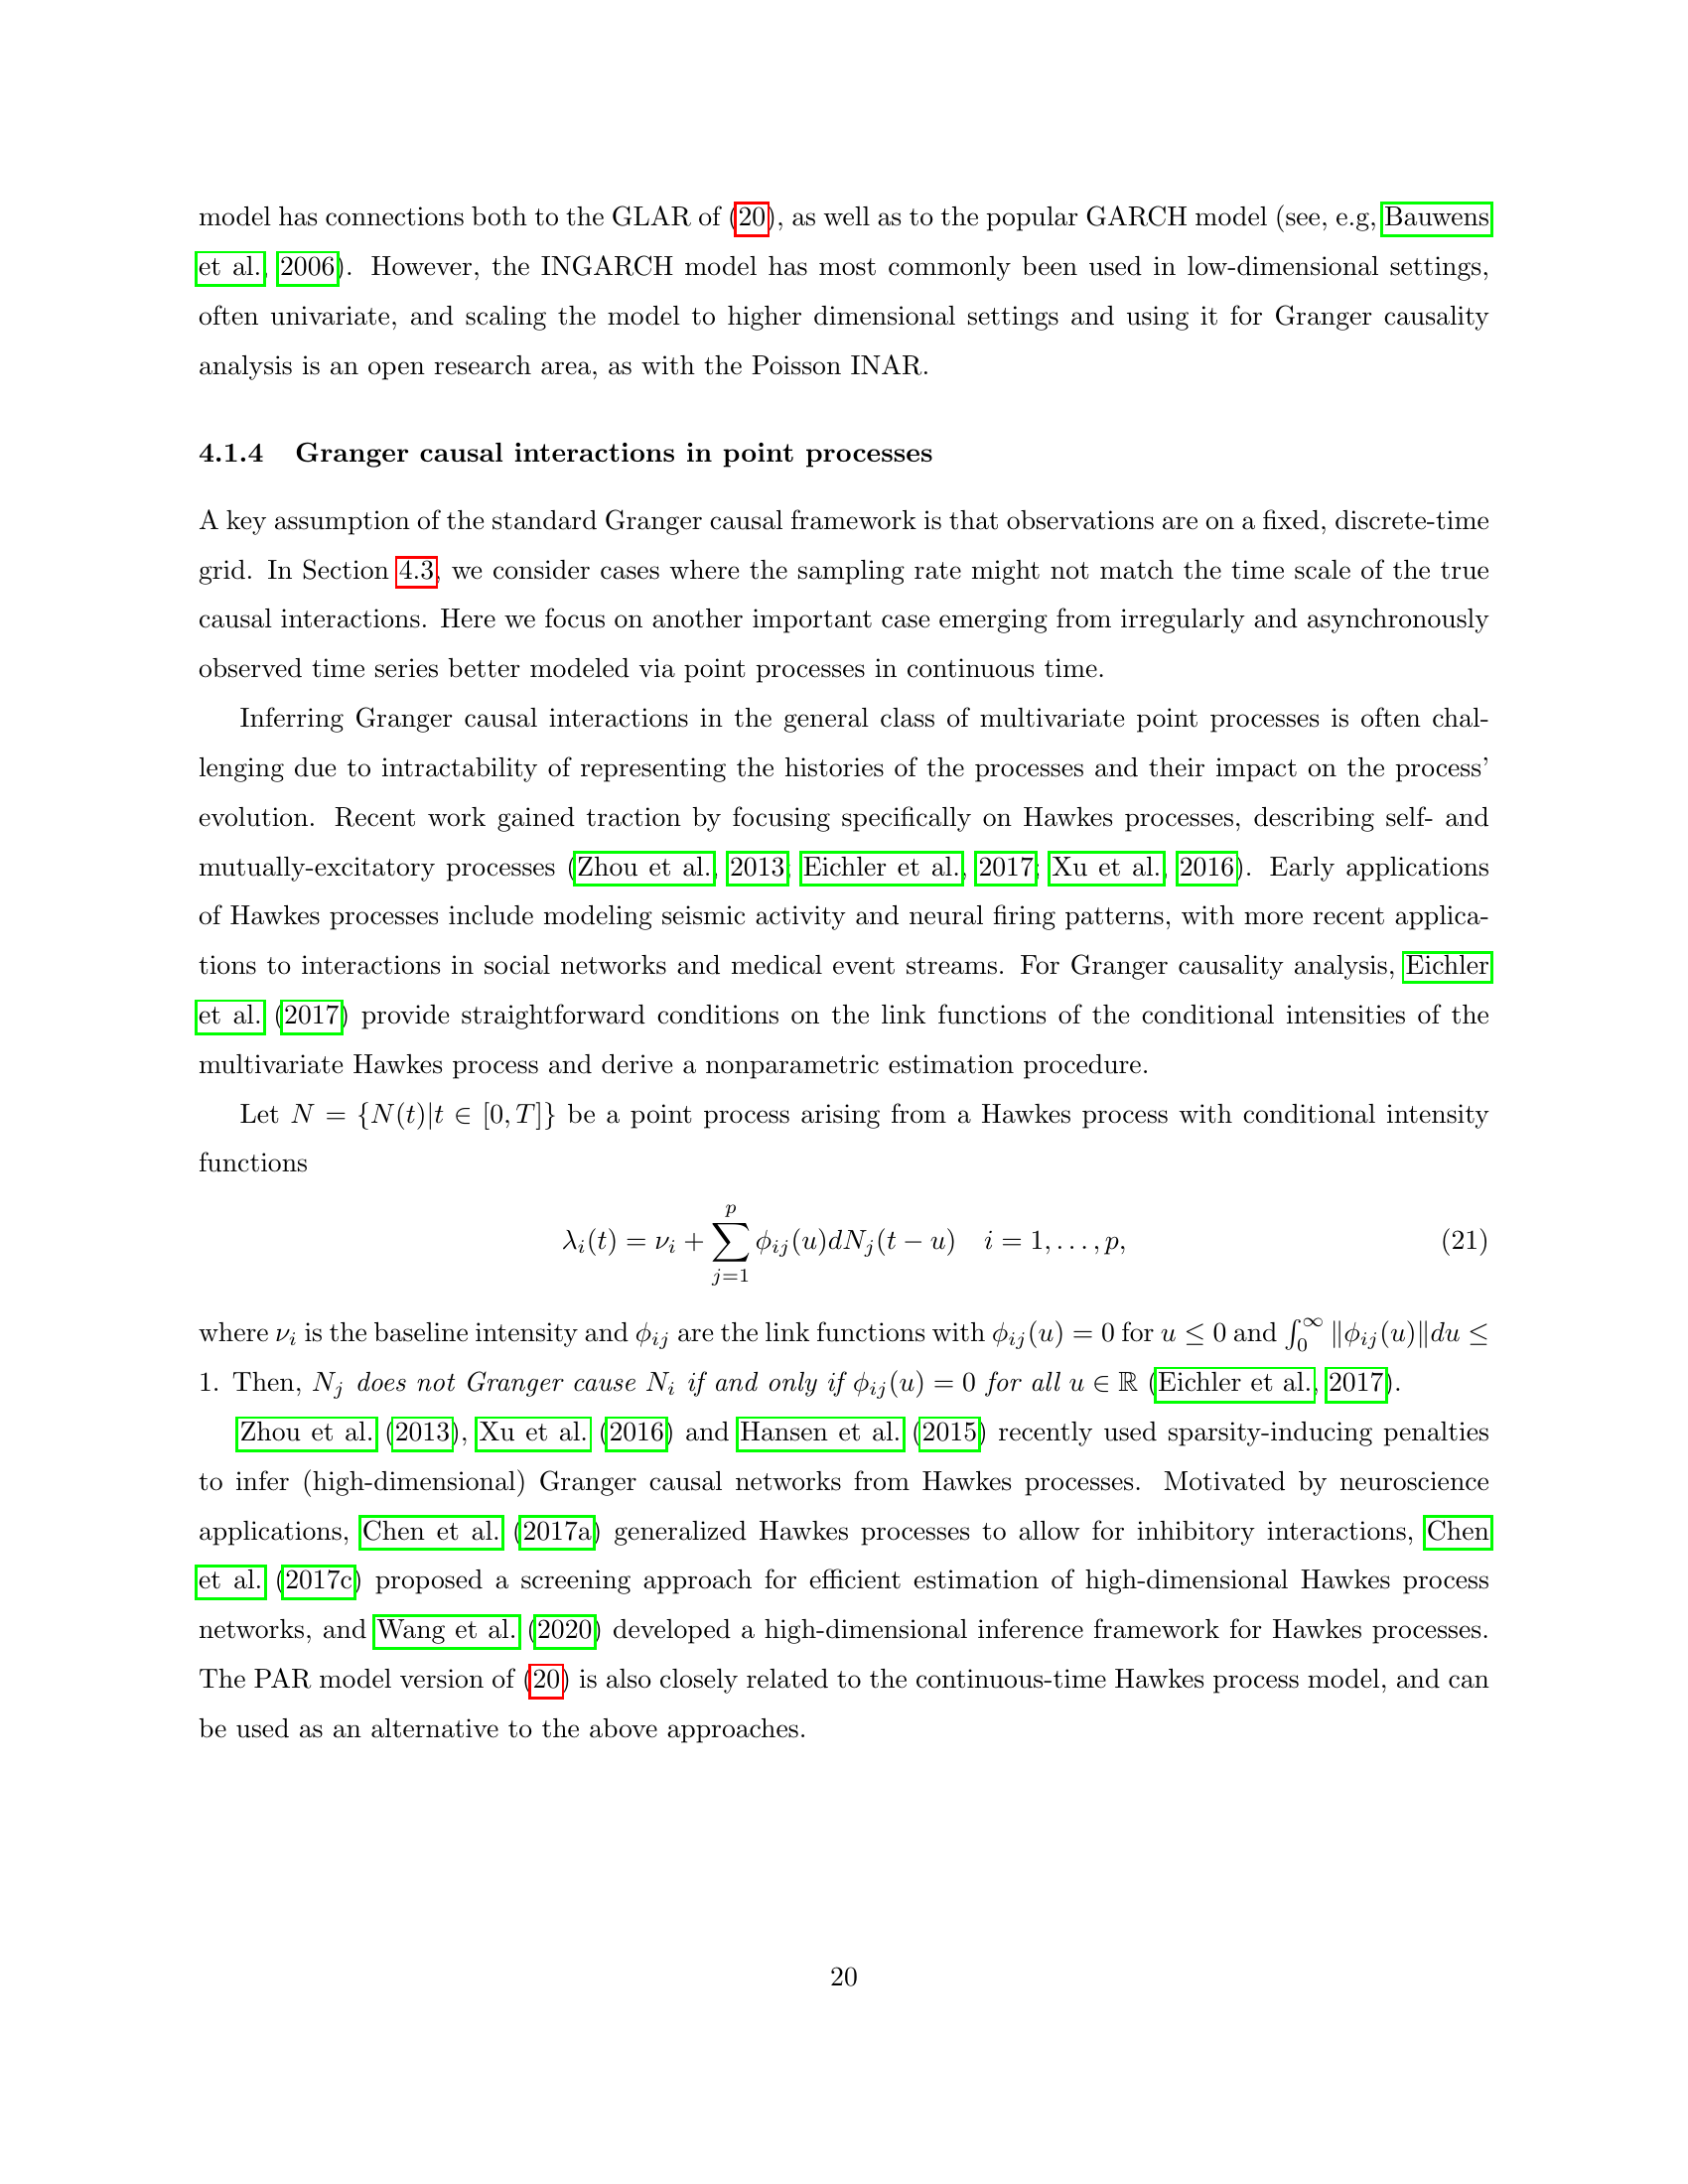 model has connections both to the GLAR of (20), as well as to the popular GARCH model (see, e.g, Bauwens
et al., 2006). However, the INGARCH model has most commonly been used in low-dimensional settings,
often univariate, and scaling the model to higher dimensional settings and using it for Granger causality
analysis is an open research area, as with the Poisson INAR.
4.1.4 Granger causal interactions in point processes
A key assumption of the standard Granger causal framework is that observations are on a fixed, discrete-time
grid. In Section 4.3, we consider cases where the sampling rate might not match the time scale of the true
causal interactions. Here we focus on another important case emerging from irregularly and asynchronously
observed time series better modeled via point processes in continuous time.
Inferring Granger causal interactions in the general class of multivariate point processes is often chal-
lenging due to intractability of representing the histories of the processes and their impact on the process'
evolution. Recent work gained traction by focusing specifically on Hawkes processes, describing self- and
mutually-excitatory processes (Zhou et al., 2013; Eichler et al., 2017; Xu et al., 2016). Early applications
of Hawkes processes include modeling seismic activity and neural firing patterns, with more recent applica-
tions to interactions in social networks and medical event streams. For Granger causality analysis, Eichler
et al. (2017) provide straightforward conditions on the link functions of the conditional intensities of the
multivariate Hawkes process and derive a nonparametric estimation procedure.
Let N = {N(t)|t ∈ [0, T]} be a point process arising from a Hawkes process with conditional intensity
functions
λ_i(t) = ν_i + ∑_{j=1}^{p} φ_{ij}(u)dN_j(t − u) i = 1, . . . , p, (21)
where ν_i is the baseline intensity and φ_{ij} are the link functions with φ_{ij}(u) = 0 for u ≤ 0 and ∫_0^∞ ‖φ_{ij}(u)‖du ≤
1. Then, N_j does not Granger cause N_i if and only if φ_{ij}(u) = 0 for all u ∈ ℝ (Eichler et al., 2017).
Zhou et al. (2013), Xu et al. (2016) and Hansen et al. (2015) recently used sparsity-inducing penalties
to infer (high-dimensional) Granger causal networks from Hawkes processes. Motivated by neuroscience
applications, Chen et al. (2017a) generalized Hawkes processes to allow for inhibitory interactions, Chen
et al. (2017c) proposed a screening approach for efficient estimation of high-dimensional Hawkes process
networks, and Wang et al. (2020) developed a high-dimensional inference framework for Hawkes processes.
The PAR model version of (20) is also closely related to the continuous-time Hawkes process model, and can
be used as an alternative to the above approaches.
20